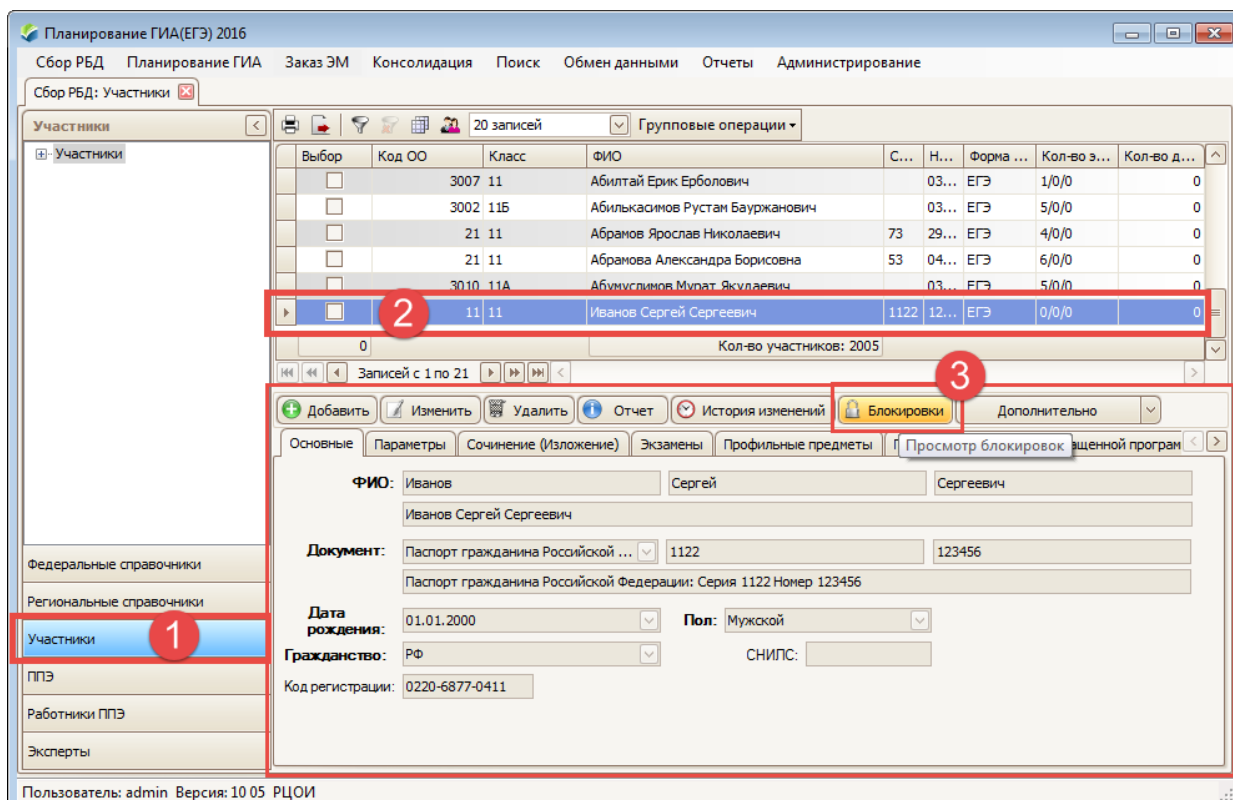 Планирование ГИА(ЕГЭ) 2016
Сбор РБД Планирование ГИА Заказ ЭМ Консолидация Поиск Обмен данными Отчеты Администрирование
Сбор РБД: Участники
Участники 20 записей Групповые операции
Участники
Выбор Код ОО Класс ФИО С... Н... Форма ... Кол-во э... Кол-во д...
3007 11 Абилтай Ерик Ерболович 03... ЕГЭ 1/0/0 0
3002 11Б Абилькасимов Рустам Бауржанович 03... ЕГЭ 5/0/0 0
21 11 Абрамов Ярослав Николаевич 73 29... ЕГЭ 4/0/0 0
21 11 Абрамова Александра Борисовна 53 04... ЕГЭ 6/0/0 0
3010 11А Абумуслимов Мурат Якудаевич 03... ЕГЭ 5/0/0 0
2 11 11 Иванов Сергей Сергеевич 1122 12... ЕГЭ 0/0/0 0
0 Кол-во участников: 2005
Записей с 1 по 21
3
Добавить Изменить Удалить Отчет История изменений Блокировки Дополнительно
Основные Параметры Сочинение (Изложение) Экзамены Профильные предметы П Просмотр блокировок ащенной програм
ФИО: Иванов Сергей Сергеевич
Иванов Сергей Сергеевич
Документ: Паспорт гражданина Российской ... 1122 123456
Паспорт гражданина Российской Федерации: Серия 1122 Номер 123456
Дата рождения: 01.01.2000 Пол: Мужской
Гражданство: РФ СНИЛС:
Код регистрации: 0220-6877-0411
Федеральные справочники
Региональные справочники
Участники 1
ППЭ
Работники ППЭ
Эксперты
Пользователь: admin Версия: 10 05 РЦОИ